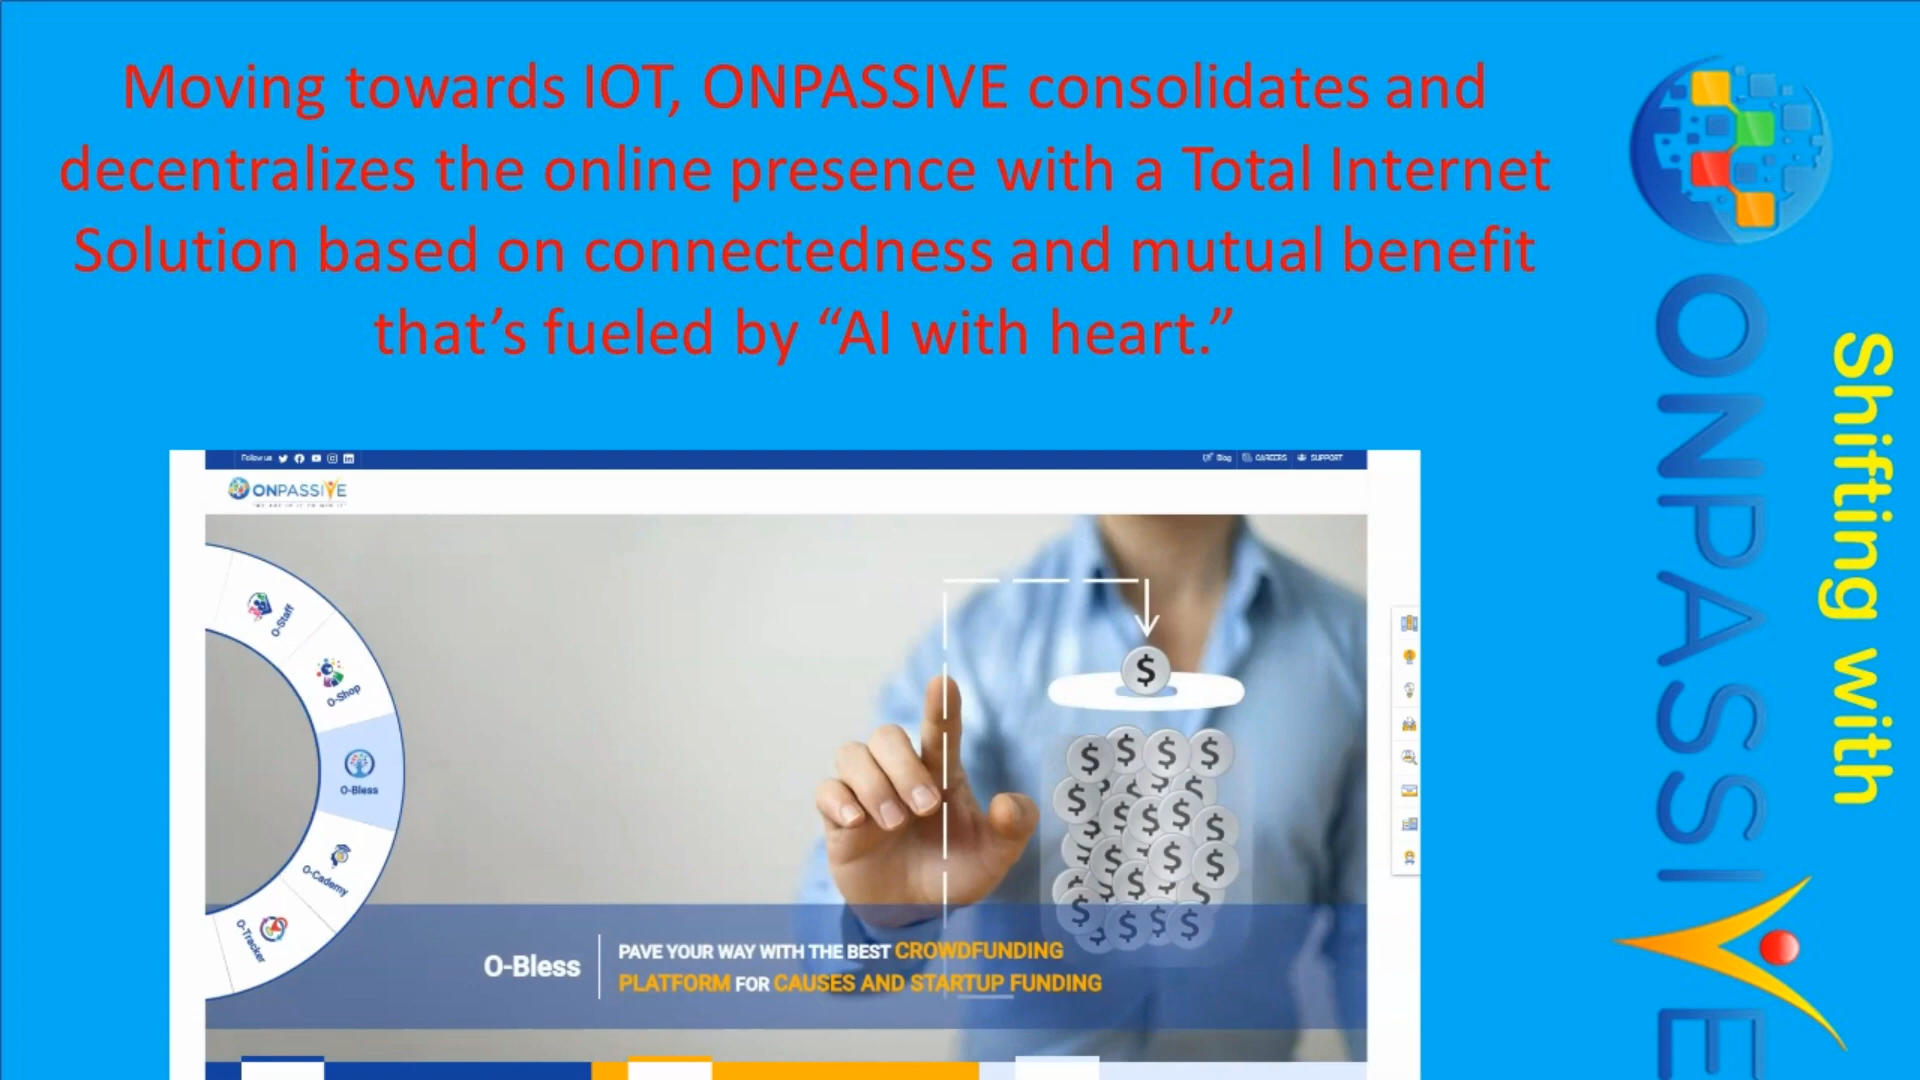 Moving towards IOT, ONPASSIVE consolidates and
decentralizes the online presence with a Total Internet
Solution based on connectedness and mutual benefit
that’s fueled by “AI with heart.”
Shifting with
ONPASSIVE
Follow us
Blog
CAREERS
SUPPORT
ONPASSIVE
O-Staff
O-Shop
O-Bless
O-Cademy
O-Tracker
O-Bless
PAVE YOUR WAY WITH THE BEST CROWDFUNDING
PLATFORM FOR CAUSES AND STARTUP FUNDING